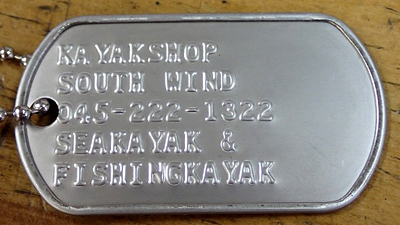 KAYAKSHOP
SOUTH WIND
045-222-1322
SEAKAYAK &
FISHINGKAYAK